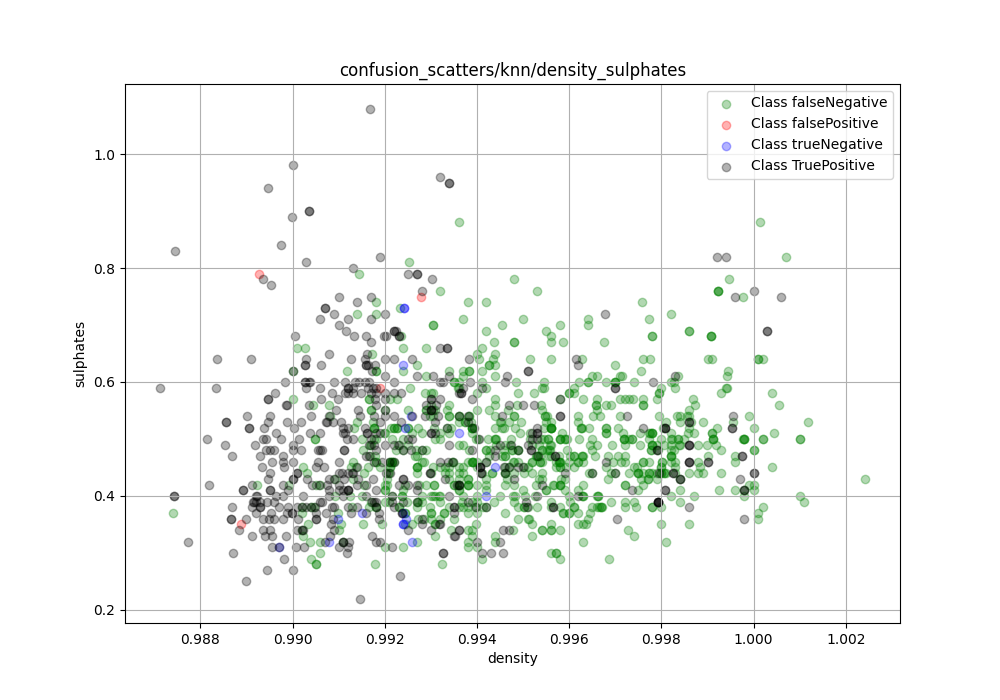 confusion_scatters/knn/density_sulphates
Class falseNegative
Class falsePositive
Class trueNegative
Class TruePositive
1.0
0.8
0.6
0.4
0.2
sulphates
0.988 0.990 0.992 0.994 0.996 0.998 1.000 1.002
density